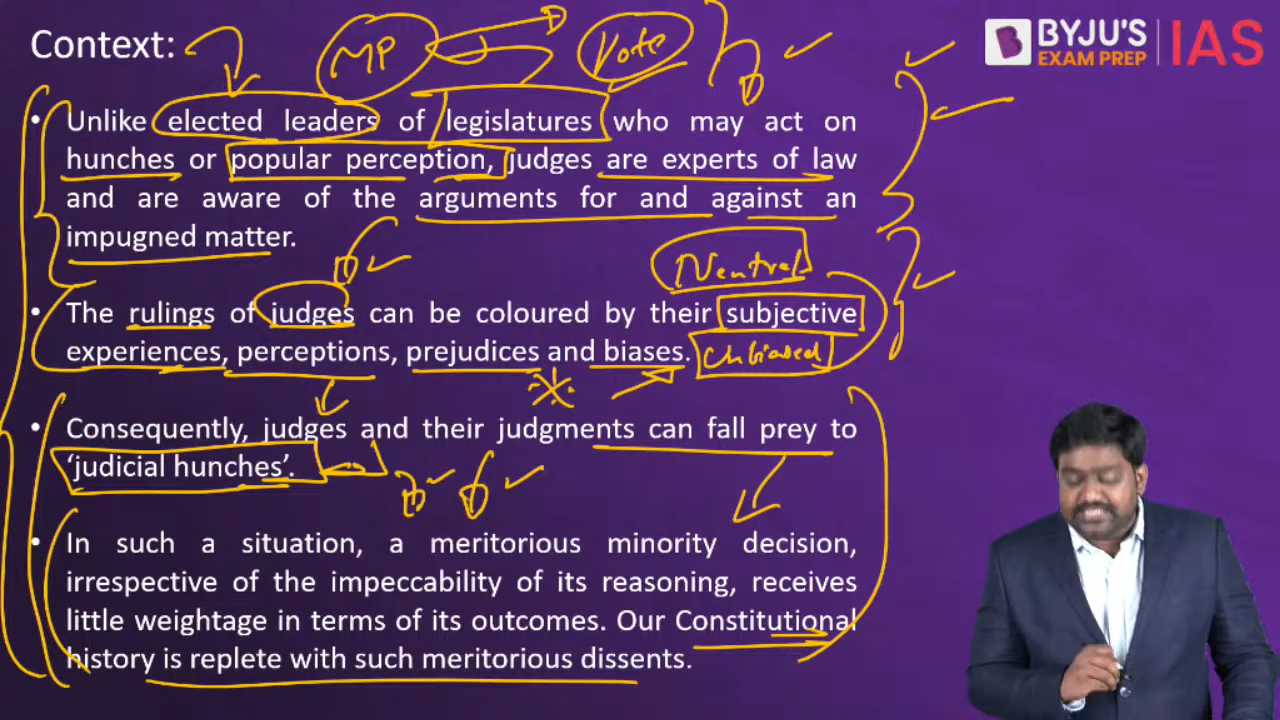 Context:
MP
Vote
BYJU'S
EXAM PREP
IAS
• Unlike elected leaders of legislatures who may act on
hunches or popular perception, judges are experts of law
and are aware of the arguments for and against an
impugned matter.
Neutral
• The rulings of judges can be coloured by their subjective
experiences, perceptions, prejudices and biases.
Unbiased
• Consequently, judges and their judgments can fall prey to
‘judicial hunches’.
• In such a situation, a meritorious minority decision,
irrespective of the impeccability of its reasoning, receives
little weightage in terms of its outcomes. Our Constitutional
history is replete with such meritorious dissents.